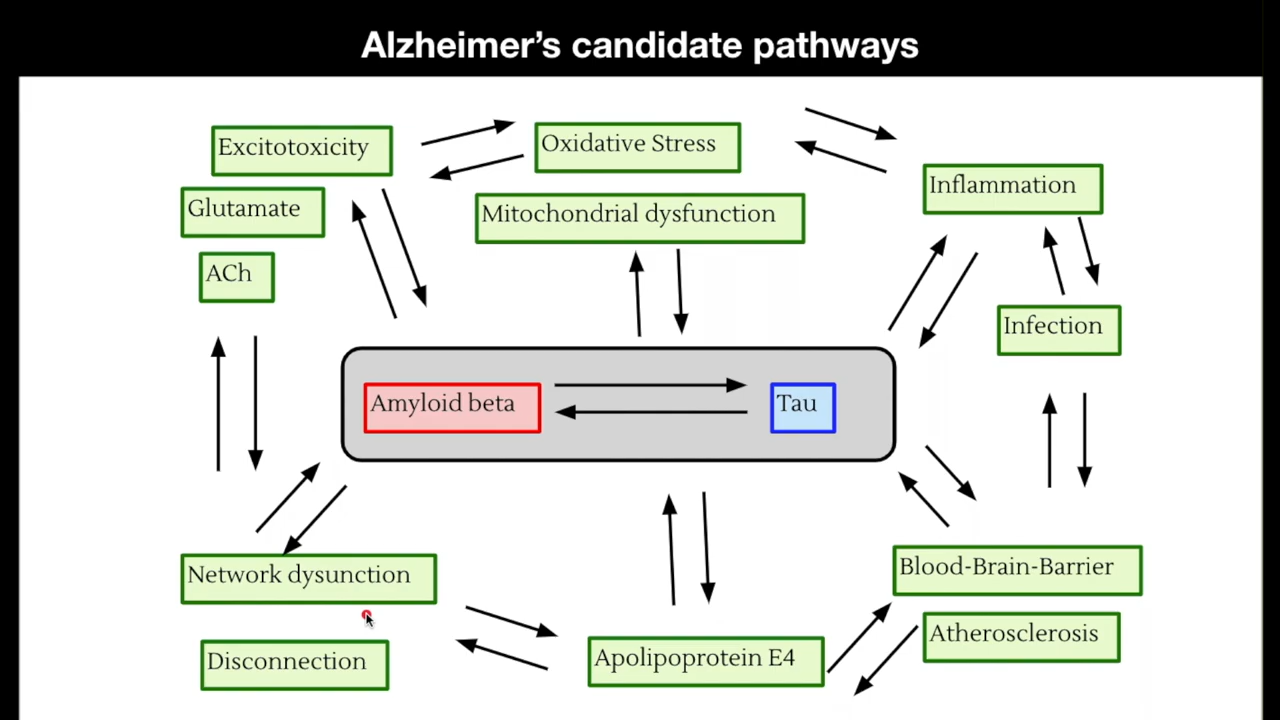 Alzheimer's candidate pathways
Excitotoxicity
Oxidative Stress
Inflammation
Glutamate
Mitochondrial dysfunction
ACh
Infection
Amyloid beta
Tau
Network dysunction
Blood-Brain-Barrier
Disconnection
Apolipoprotein E4
Atherosclerosis